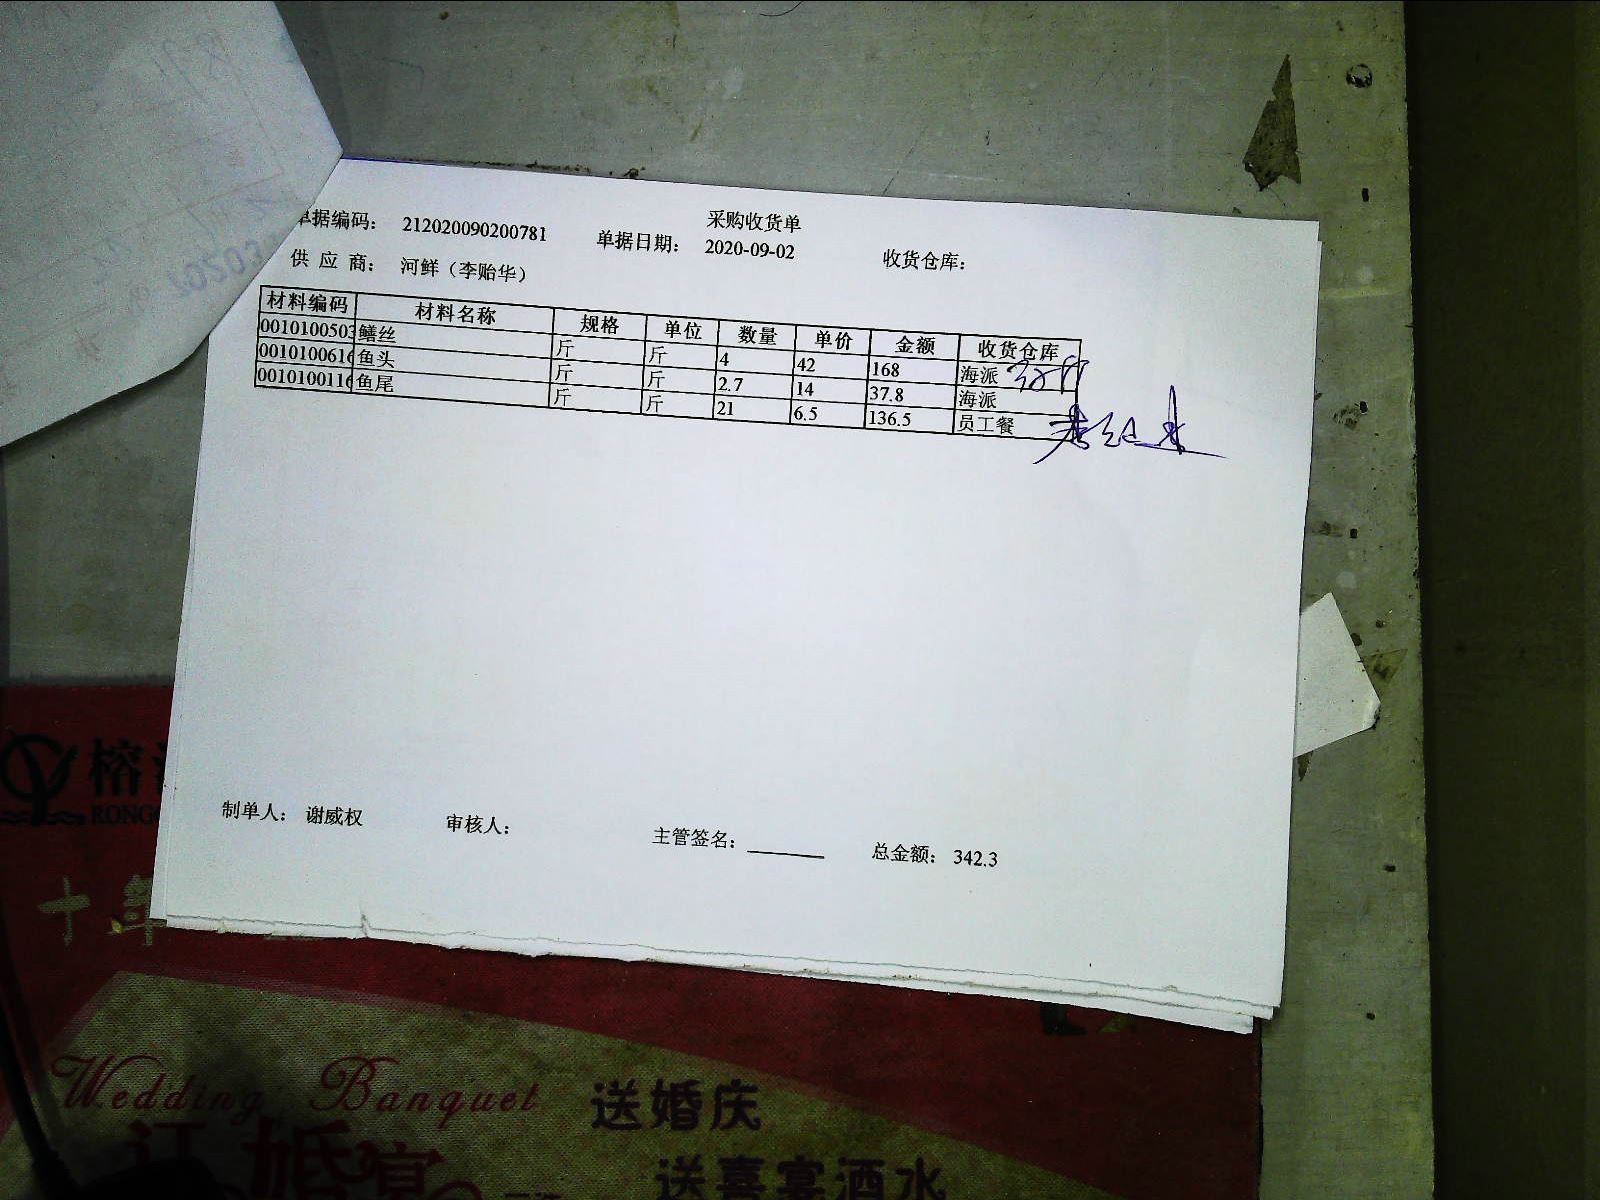 采购收货单
单据编码： 212020090200781 单据日期： 2020-09-02 收货仓库：
供 应 商： 河鲜（李贻华）
材料编码 材料名称 规格 单位 数量 单价 金额 收货仓库
0010100503 鳝丝 斤 斤 4 42 168 海派
0010100616 鱼头 斤 斤 2.7 14 37.8 海派
0010100116 鱼尾 斤 斤 21 6.5 136.5 员工餐
制单人： 谢威权 审核人： 主管签名： 总金额： 342.3
榕
RONG
十年
Wedding Banquet 送婚庆
订婚宴 送喜宴酒水